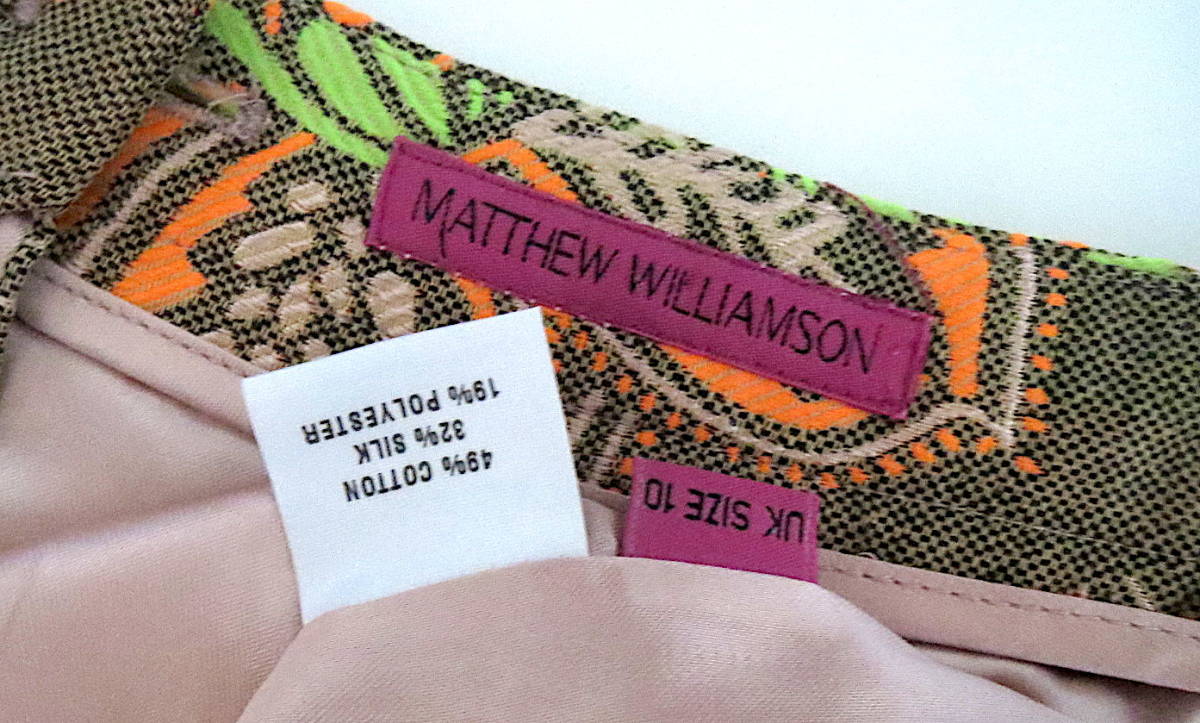 MATTHEW WILLIAMSON
49% COTTON
32% SILK
19% POLYESTER
UK SIZE 10